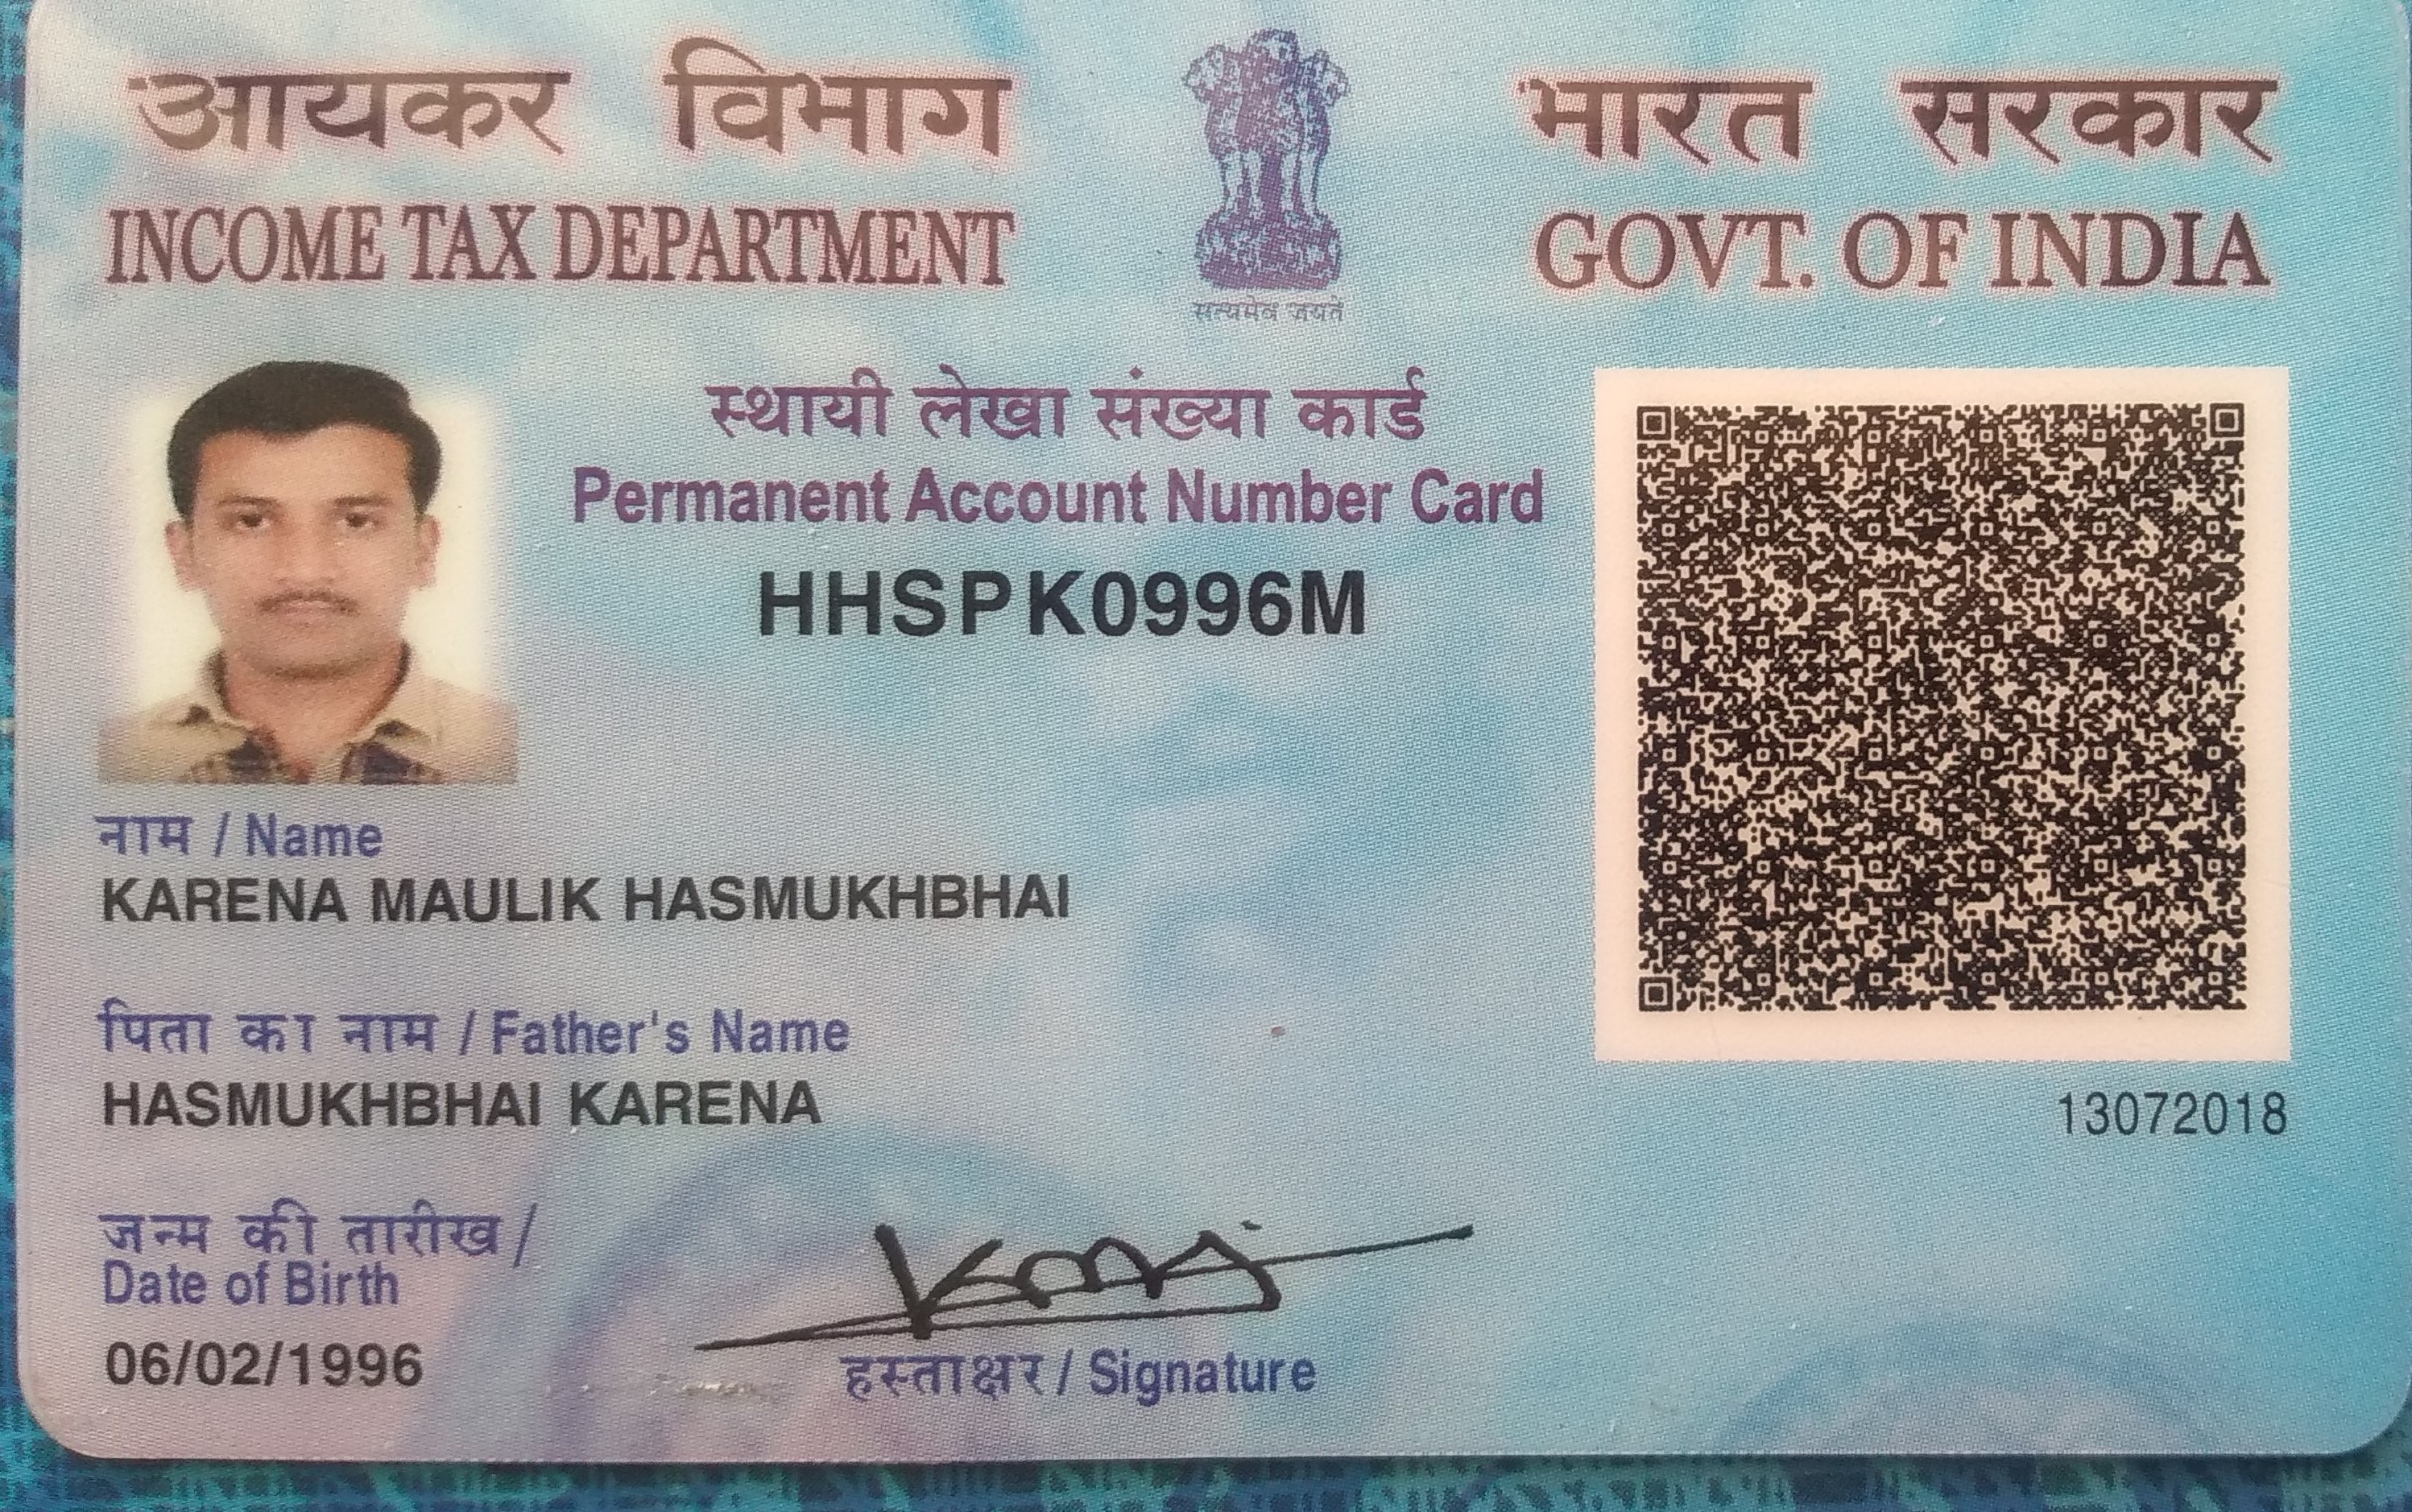 आयकर विभाग
INCOME TAX DEPARTMENT
सत्यमेव जयते
भारत सरकार
GOVT. OF INDIA
स्थायी लेखा संख्या कार्ड
Permanent Account Number Card
HHSPK0996M
नाम / Name
KARENA MAULIK HASMUKHBHAI
पिता का नाम / Father's Name
HASMUKHBHAI KARENA
13072018
जन्म की तारीख /
Date of Birth
06/02/1996
हस्ताक्षर / Signature